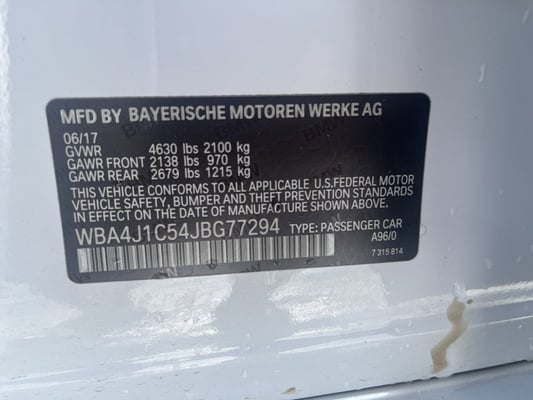 MFD BY BAYERISCHE MOTOREN WERKE AG
06/17
GVWR 4630 lbs 2100 kg
GAWR FRONT 2138 lbs 970 kg
GAWR REAR 2679 lbs 1215 kg
THIS VEHICLE CONFORMS TO ALL APPLICABLE U.S.FEDERAL MOTOR
VEHICLE SAFETY, BUMPER AND THEFT PREVENTION STANDARDS
IN EFFECT ON THE DATE OF MANUFACTURE SHOWN ABOVE.
WBA4J1C54JBG77294 TYPE: PASSENGER CAR
A96/0
7 315 814